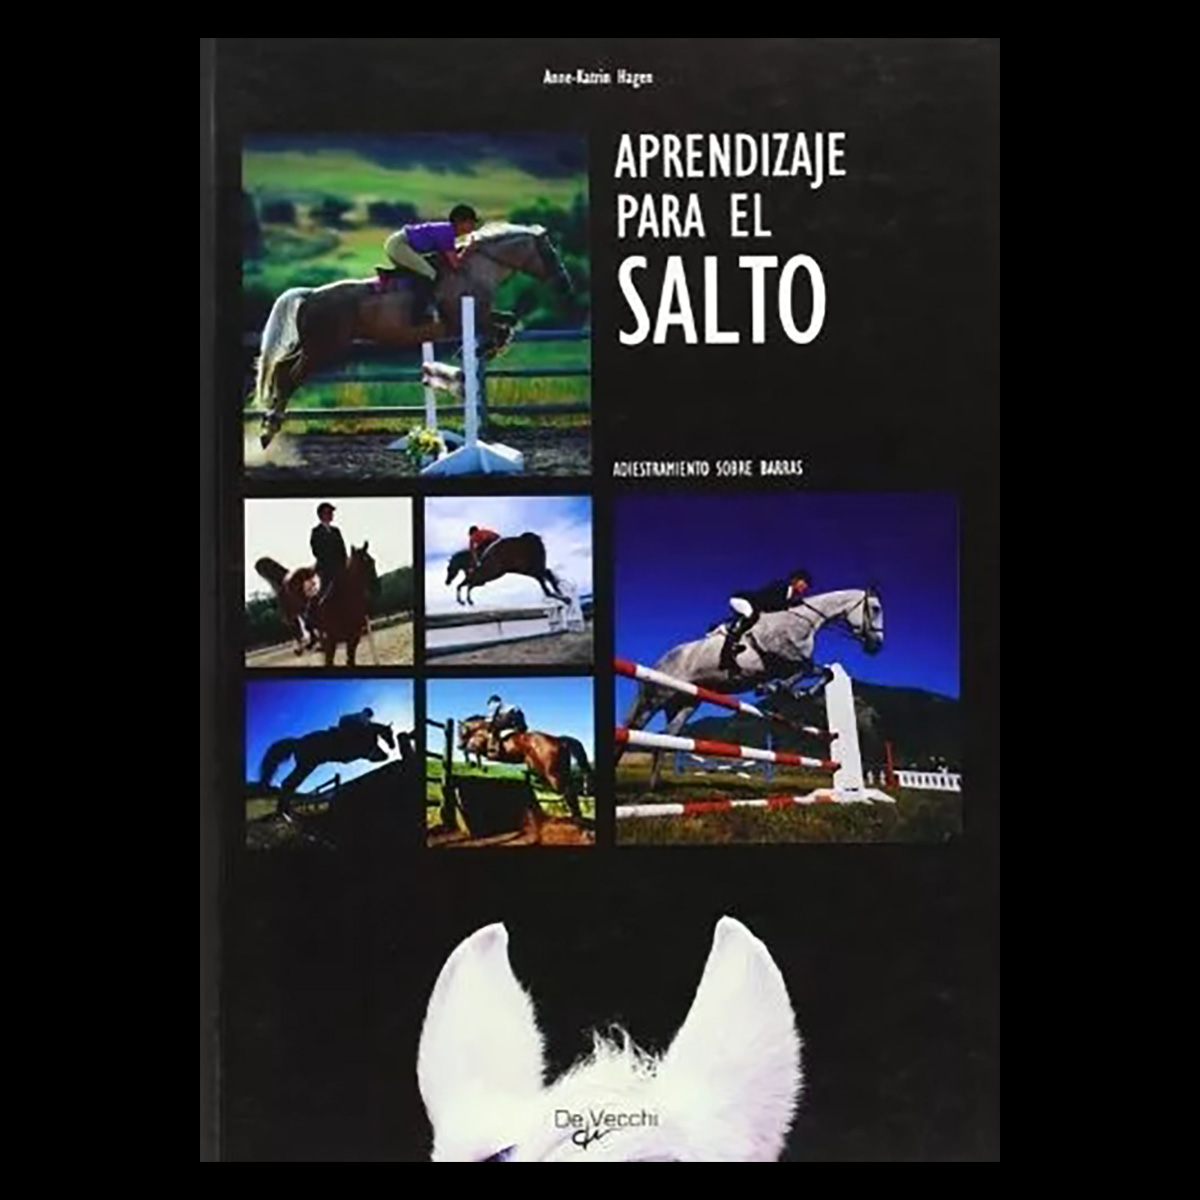 Anne-Katrin Hagen
APRENDIZAJE
PARA EL
SALTO
ADIESTRAMIENTO SOBRE BARRAS
De Vecchi